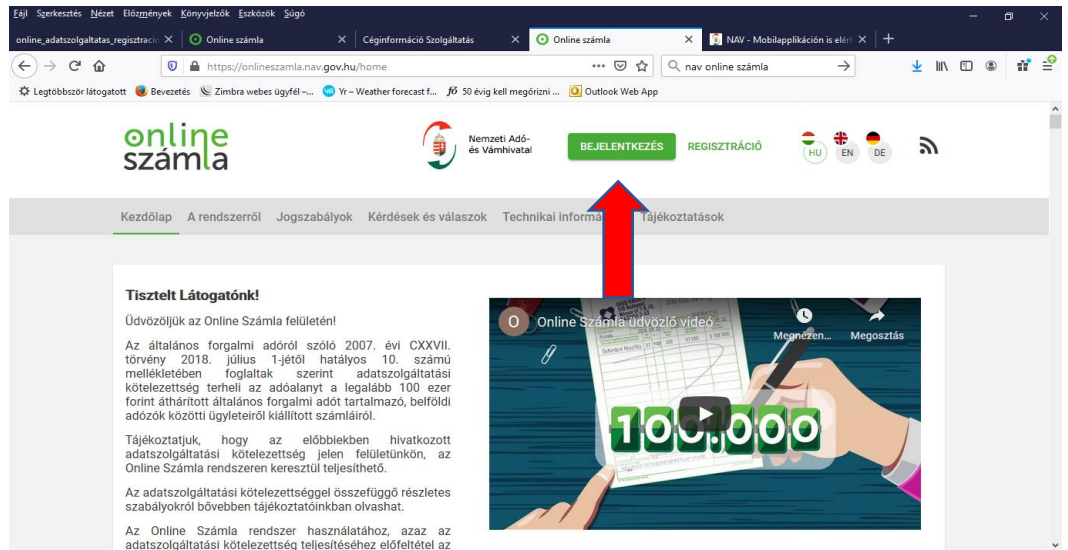 Fájl Szerkesztés Nézet Előzmények Könyvjelzők Eszközök Súgó
online_adatszolgaltatas_regisztracio Online számla Céginformáció Szolgáltatás Online számla NAV - Mobilapplikáción is elérh
https://onlineszamla.nav.gov.hu/home nav online számla
Legtöbbször látogatott Bevezetés Zimbra webes ügyfél –... Yr – Weather forecast f... 50 évig kell megőrizni ... Outlook Web App
online
számla
Nemzeti Adó-
és Vámhivatal
BEJELENTKEZÉS REGISZTRÁCIÓ HU EN DE
Kezdőlap A rendszerről Jogszabályok Kérdések és válaszok Technikai informá Tájékoztatások
Tisztelt Látogatónk!
Üdvözöljük az Online Számla felületén!
Az általános forgalmi adóról szóló 2007. évi CXXVII.
törvény 2018. július 1-jétől hatályos 10. számú
mellékletében foglaltak szerint adatszolgáltatási
kötelezettség terheli az adóalanyt a legalább 100 ezer
forint áthárított általános forgalmi adót tartalmazó, belföldi
adózók közötti ügyleteiről kiállított számláiról.
Tájékoztatjuk, hogy az előbbiekben hivatkozott
adatszolgáltatási kötelezettség jelen felületünkön, az
Online Számla rendszeren keresztül teljesíthető.
Az adatszolgáltatási kötelezettséggel összefüggő részletes
szabályokról bővebben tájékoztatóinkban olvashat.
Az Online Számla rendszer használatához, azaz az
adatszolgáltatási kötelezettség teljesítéséhez előfeltétel az
O Online Számla üdvözlő videó
Megnézen... Megosztás
100.000